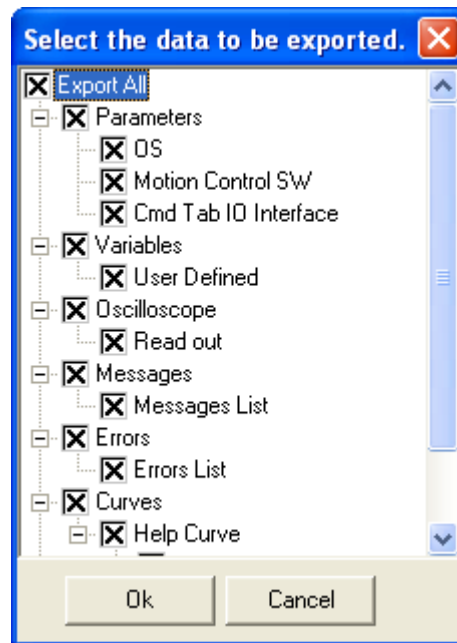 Select the data to be exported.
Export All
Parameters
OS
Motion Control SW
Cmd Tab IO Interface
Variables
User Defined
Oscilloscope
Read out
Messages
Messages List
Errors
Errors List
Curves
Help Curve
Ok Cancel